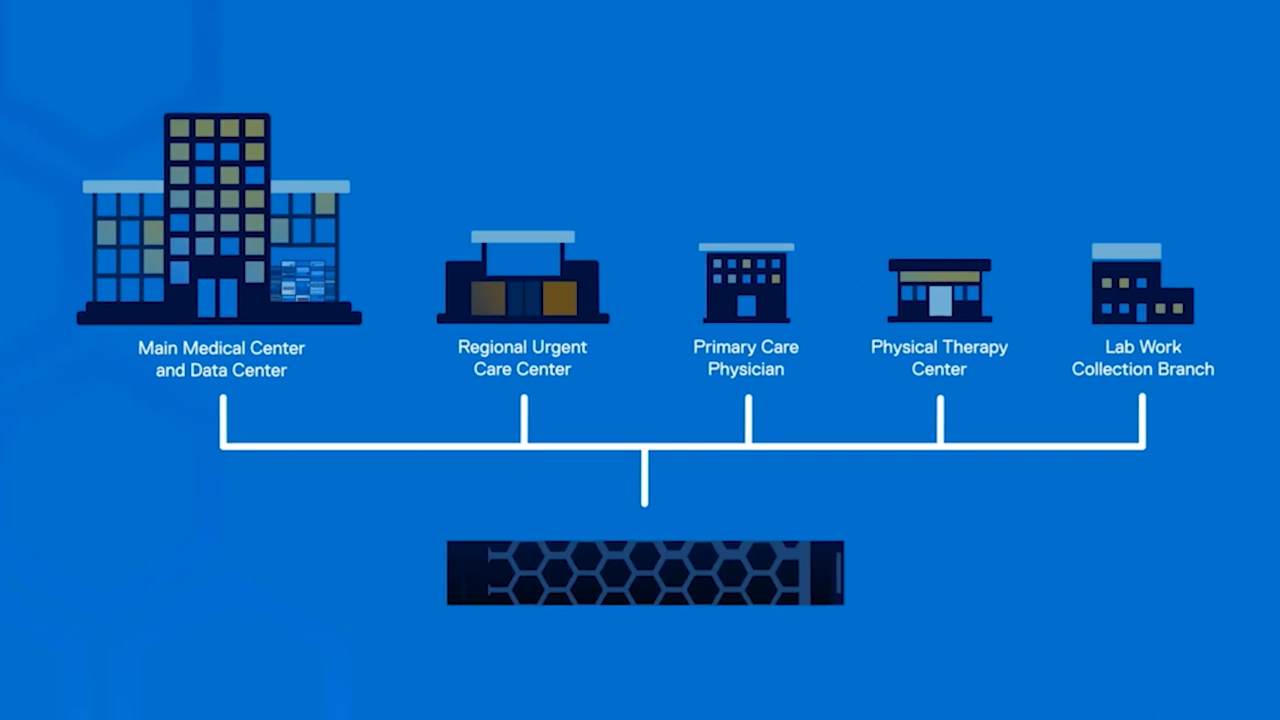 Main Medical Center
and Data Center
Regional Urgent
Care Center
Primary Care
Physician
Physical Therapy
Center
Lab Work
Collection Branch